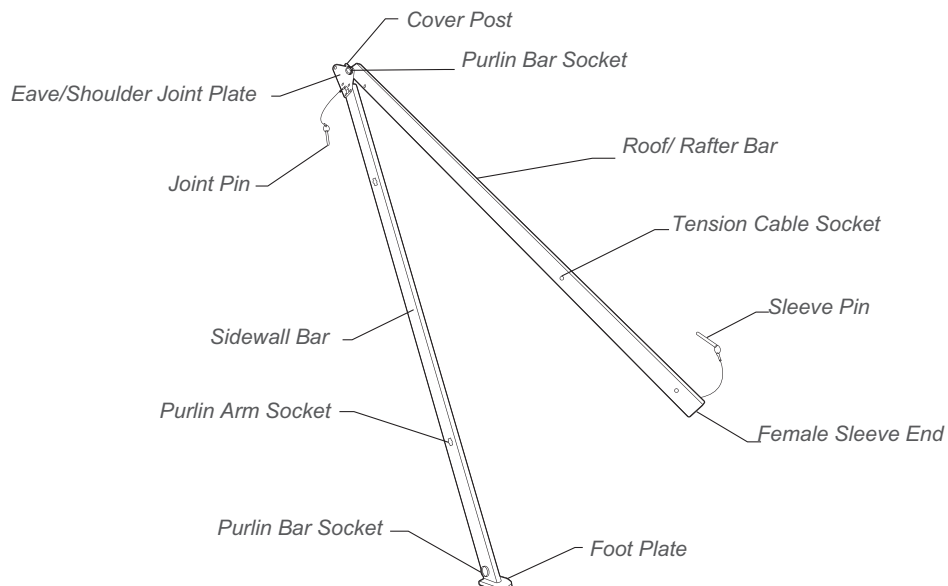 Cover Post
Purlin Bar Socket
Eave/Shoulder Joint Plate
Roof/ Rafter Bar
Joint Pin
Tension Cable Socket
Sleeve Pin
Sidewall Bar
Purlin Arm Socket
Female Sleeve End
Purlin Bar Socket
Foot Plate